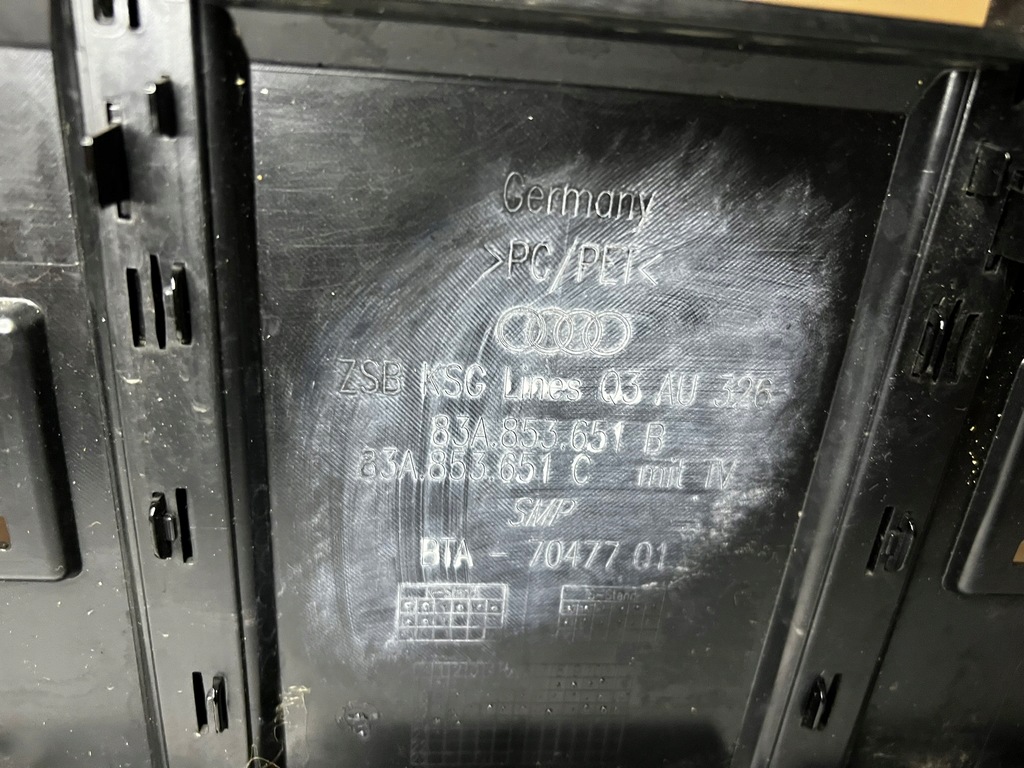 Germany
>PC/PET<
ZSB KSG Lines Q3 AU 326
83A.853.651 B
83A.853.651 C mit TV
SMP
BTA - 70477 01